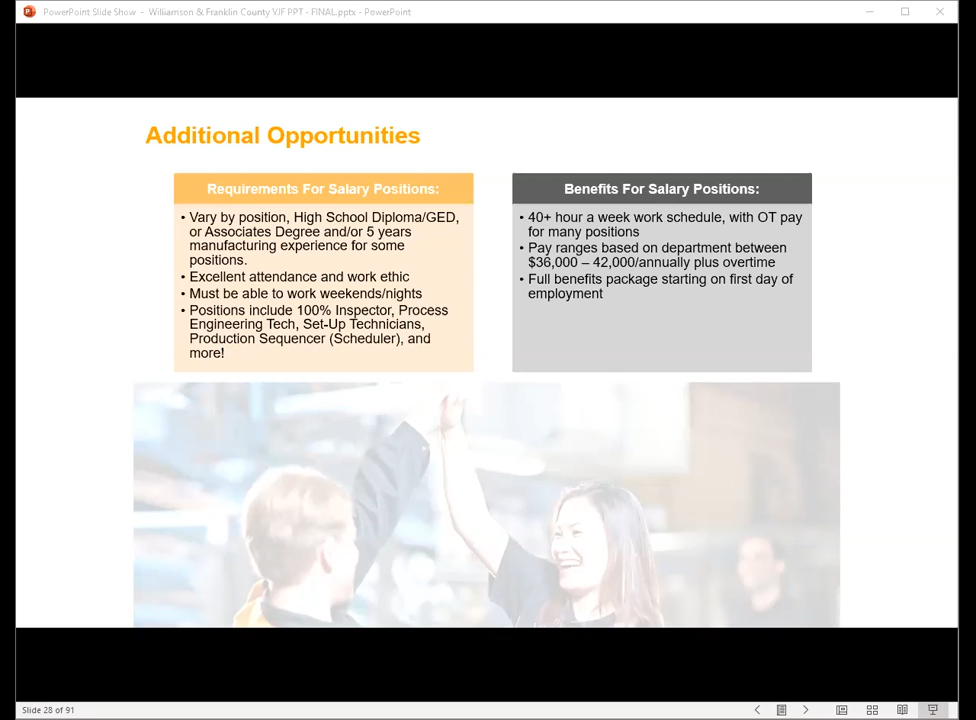 PowerPoint Slide Show - Williamson & Franklin County VJF PPT - FINAL.pptx - PowerPoint
Additional Opportunities
Requirements For Salary Positions:
• Vary by position, High School Diploma/GED,
or Associates Degree and/or 5 years
manufacturing experience for some
positions.
• Excellent attendance and work ethic
• Must be able to work weekends/nights
• Positions include 100% Inspector, Process
Engineering Tech, Set-Up Technicians,
Production Sequencer (Scheduler), and
more!
Benefits For Salary Positions:
• 40+ hour a week work schedule, with OT pay
for many positions
• Pay ranges based on department between
$36,000 – 42,000/annually plus overtime
• Full benefits package starting on first day of
employment
Slide 28 of 91